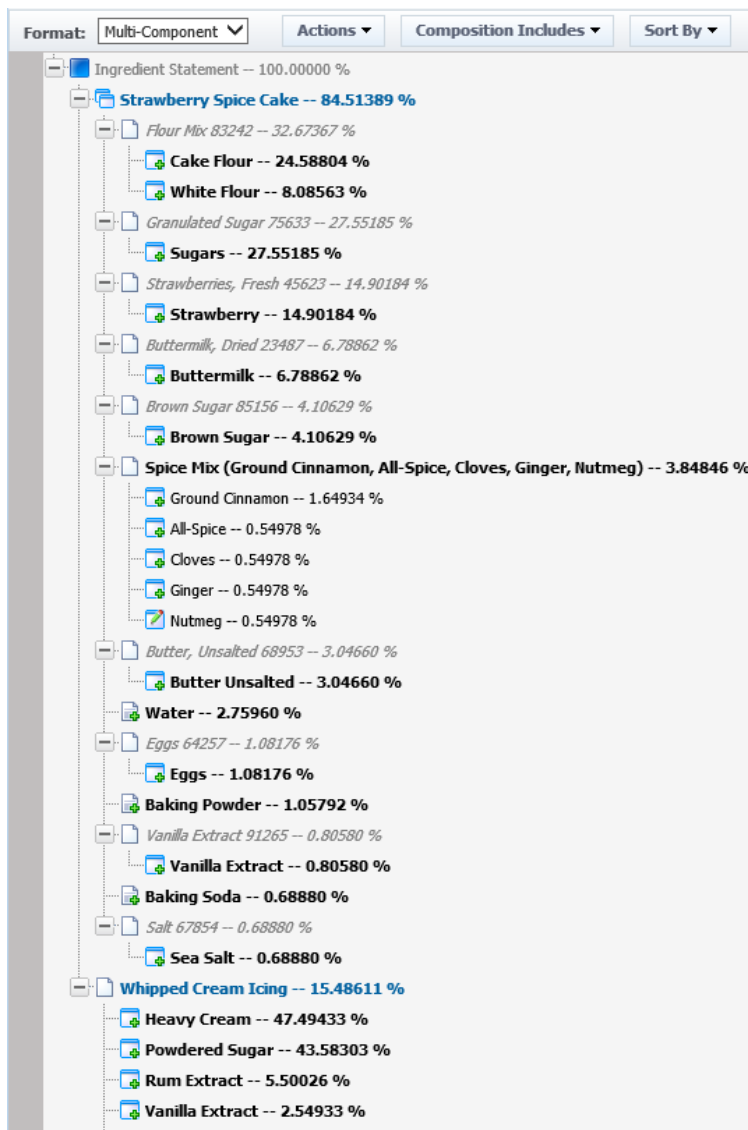 Format: Multi-Component Actions Composition Includes Sort By
Ingredient Statement -- 100.00000 %
Strawberry Spice Cake -- 84.51389 %
Flour Mix 83242 -- 32.67367 %
Cake Flour -- 24.58804 %
White Flour -- 8.08563 %
Granulated Sugar 75633 -- 27.55185 %
Sugars -- 27.55185 %
Strawberries, Fresh 45623 -- 14.90184 %
Strawberry -- 14.90184 %
Buttermilk, Dried 23487 -- 6.78862 %
Buttermilk -- 6.78862 %
Brown Sugar 85156 -- 4.10629 %
Brown Sugar -- 4.10629 %
Spice Mix (Ground Cinnamon, All-Spice, Cloves, Ginger, Nutmeg) -- 3.84846 %
Ground Cinnamon -- 1.64934 %
All-Spice -- 0.54978 %
Cloves -- 0.54978 %
Ginger -- 0.54978 %
Nutmeg -- 0.54978 %
Butter, Unsalted 68953 -- 3.04660 %
Butter Unsalted -- 3.04660 %
Water -- 2.75960 %
Eggs 64257 -- 1.08176 %
Eggs -- 1.08176 %
Baking Powder -- 1.05792 %
Vanilla Extract 91265 -- 0.80580 %
Vanilla Extract -- 0.80580 %
Baking Soda -- 0.68880 %
Salt 67854 -- 0.68880 %
Sea Salt -- 0.68880 %
Whipped Cream Icing -- 15.48611 %
Heavy Cream -- 47.49433 %
Powdered Sugar -- 43.58303 %
Rum Extract -- 5.50026 %
Vanilla Extract -- 2.54933 %